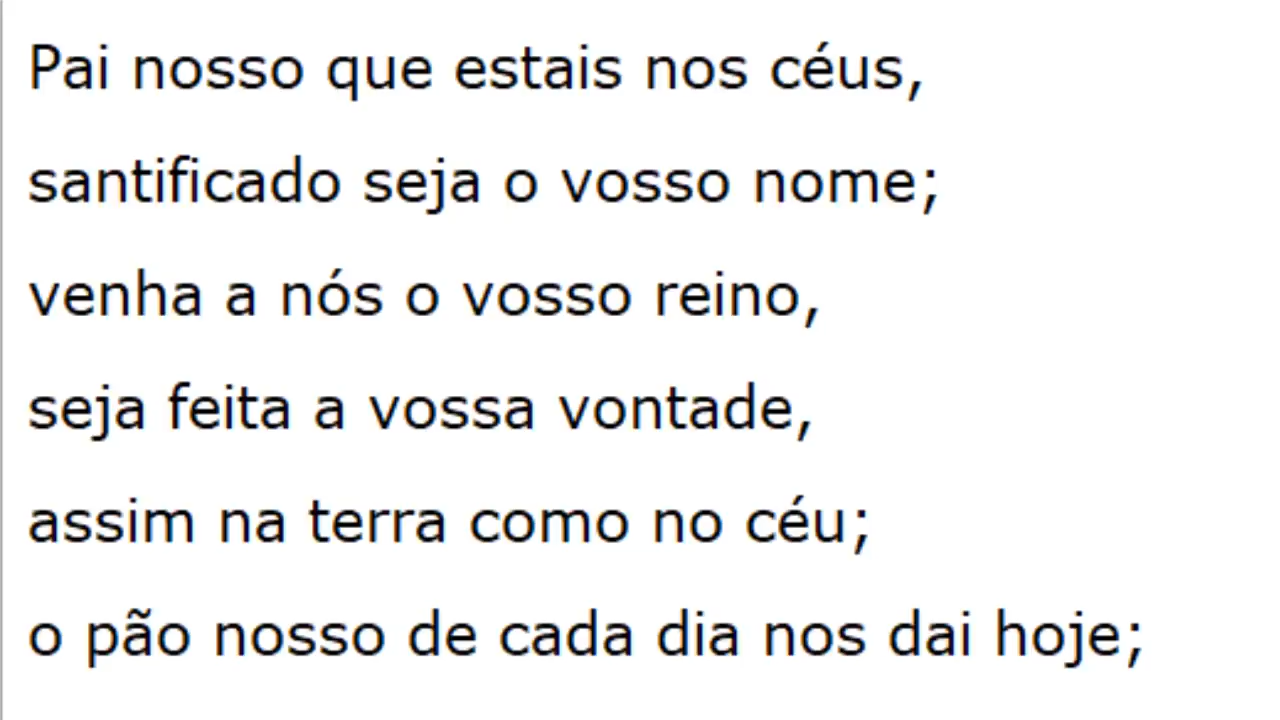 Pai nosso que estais nos céus,
santificado seja o vosso nome;
venha a nós o vosso reino,
seja feita a vossa vontade,
assim na terra como no céu;
o pão nosso de cada dia nos dai hoje;